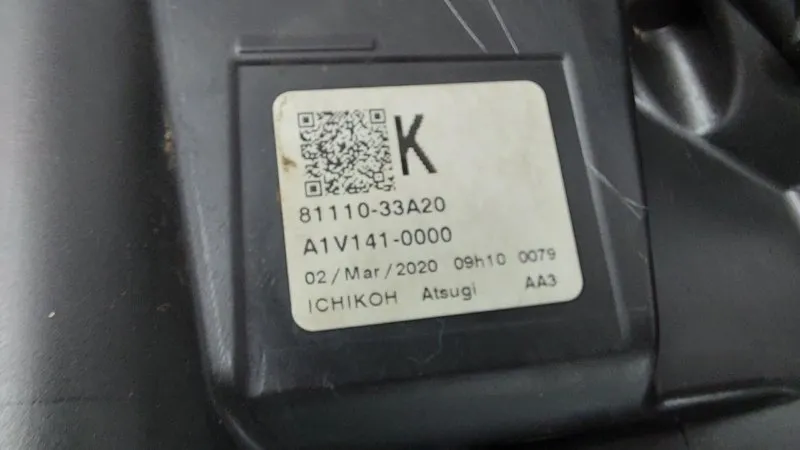 K
81110-33A20
A1V141-0000
02/Mar/2020 09h10 0079
ICHIKOH Atsugi AA3